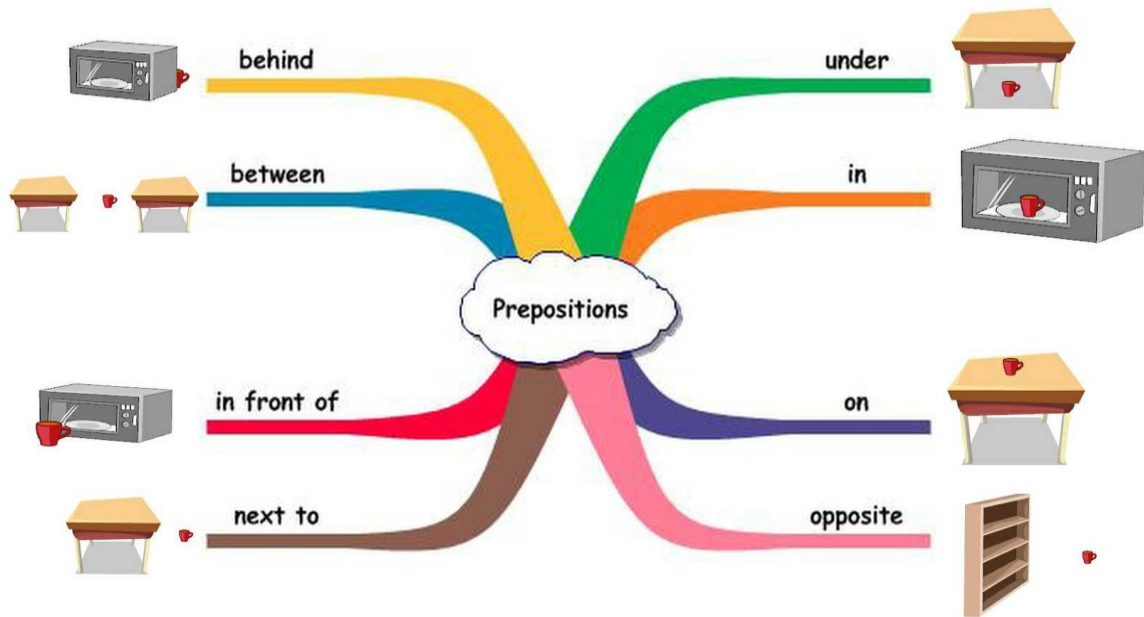 behind
under
between
in
Prepositions
in front of
on
next to
opposite